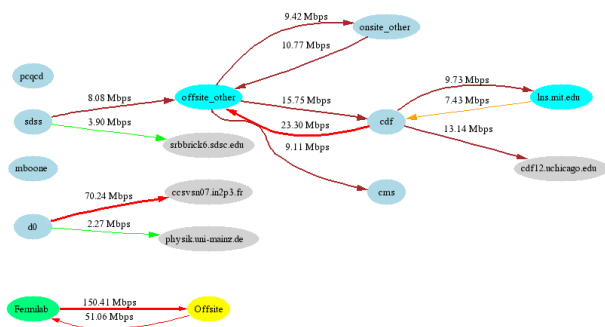 9.42 Mbps
onsite_other
10.77 Mbps
pcqcd
8.08 Mbps
offsite_other
15.75 Mbps
9.73 Mbps
lns.mit.edu
7.43 Mbps
sdss
3.90 Mbps
23.30 Mbps
cdf
13.14 Mbps
srbbrick6.sdsc.edu
9.11 Mbps
cdf12.uchicago.edu
mboone
ccsvsn07.in2p3.fr
cms
70.24 Mbps
d0
2.27 Mbps
physik.uni-mainz.de
Fermilab
150.41 Mbps
Offsite
51.06 Mbps